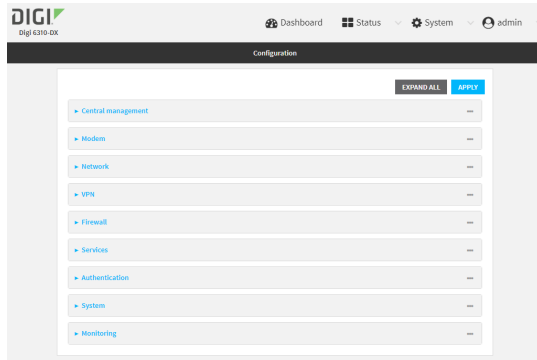 DIGI
Digi 6310-DX
Dashboard Status System admin
Configuration
EXPAND ALL APPLY
Central management
Modem
Network
VPN
Firewall
Services
Authentication
System
Monitoring